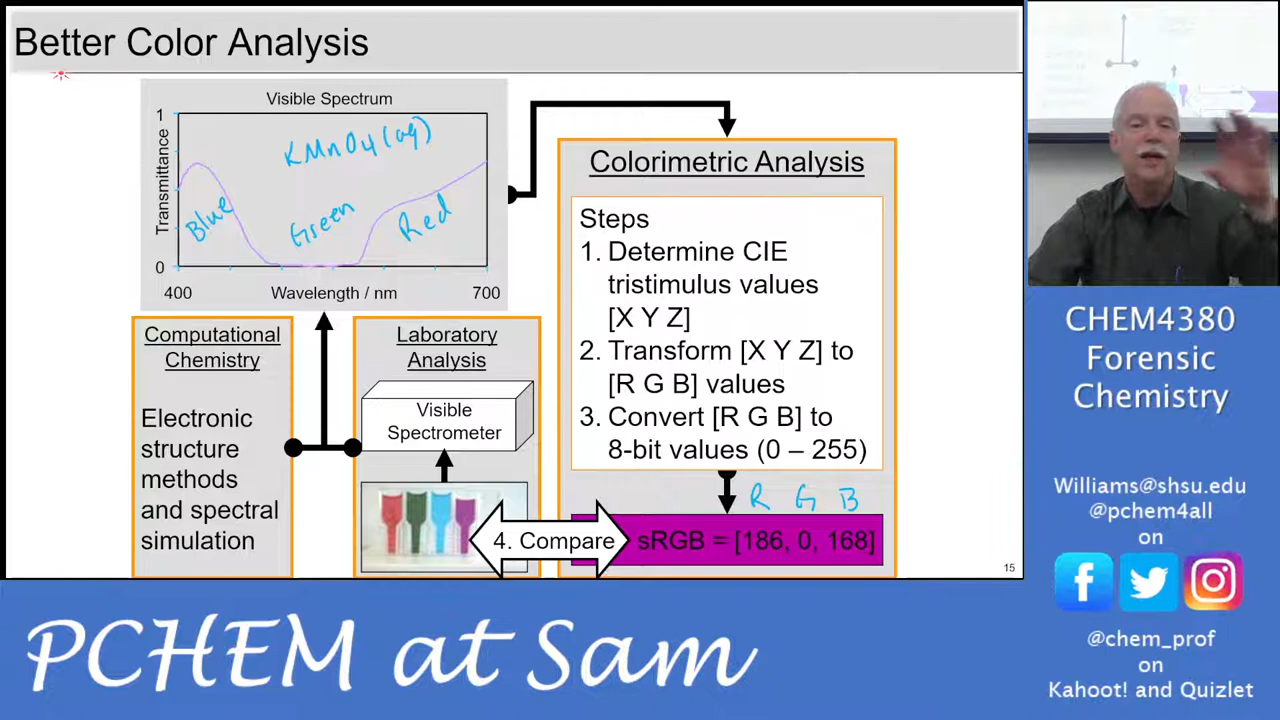 Better Color Analysis
Visible Spectrum
1
Transmittance
0
KMnO4(aq)
Blue
Green
Red
400
Wavelength / nm
700
Computational
Chemistry
Electronic
structure
methods
and spectral
simulation
Laboratory
Analysis
Visible
Spectrometer
Colorimetric Analysis
Steps
1. Determine CIE
tristimulus values
[X Y Z]
2. Transform [X Y Z] to
[R G B] values
3. Convert [R G B] to
8-bit values (0 – 255)
R G B
4. Compare
sRGB = [186, 0, 168]
15
CHEM4380
Forensic
Chemistry
Williams@shsu.edu
@pchem4all
on
@chem_prof
on
Kahoot! and Quizlet
PCHEM at Sam